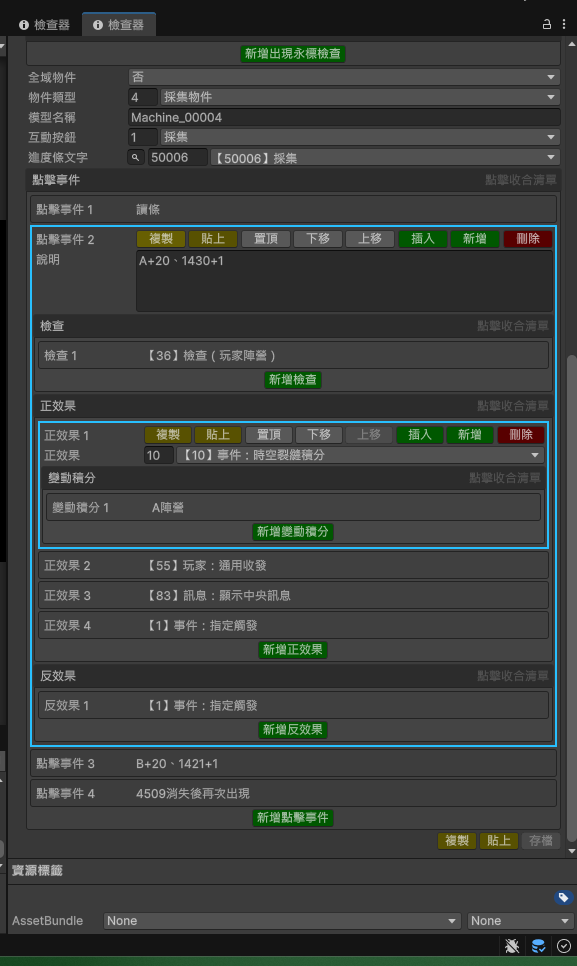 檢查器 檢查器
新增出現永標檢查
全域物件 否
物件類型 4 採集物件
模型名稱 Machine_00004
互動按鈕 1 採集
進度條文字 50006 【50006】採集
點擊事件 點擊收合清單
點擊事件 1 讀條
點擊事件 2 複製 貼上 置頂 下移 上移 插入 新增 刪除
說明 A+20、1430+1
檢查 點擊收合清單
檢查 1 【36】檢查（玩家陣營）
新增檢查
正效果 點擊收合清單
正效果 1 複製 貼上 置頂 下移 上移 插入 新增 刪除
正效果 10 【10】事件：時空裂縫積分
變動積分 點擊收合清單
變動積分 1 A陣營
新增變動積分
正效果 2 【55】玩家：通用收發
正效果 3 【83】訊息：顯示中央訊息
正效果 4 【1】事件：指定觸發
新增正效果
反效果 點擊收合清單
反效果 1 【1】事件：指定觸發
新增反效果
點擊事件 3 B+20、1421+1
點擊事件 4 4509消失後再次出現
新增點擊事件
複製 貼上 存檔
資源標籤
AssetBundle None None